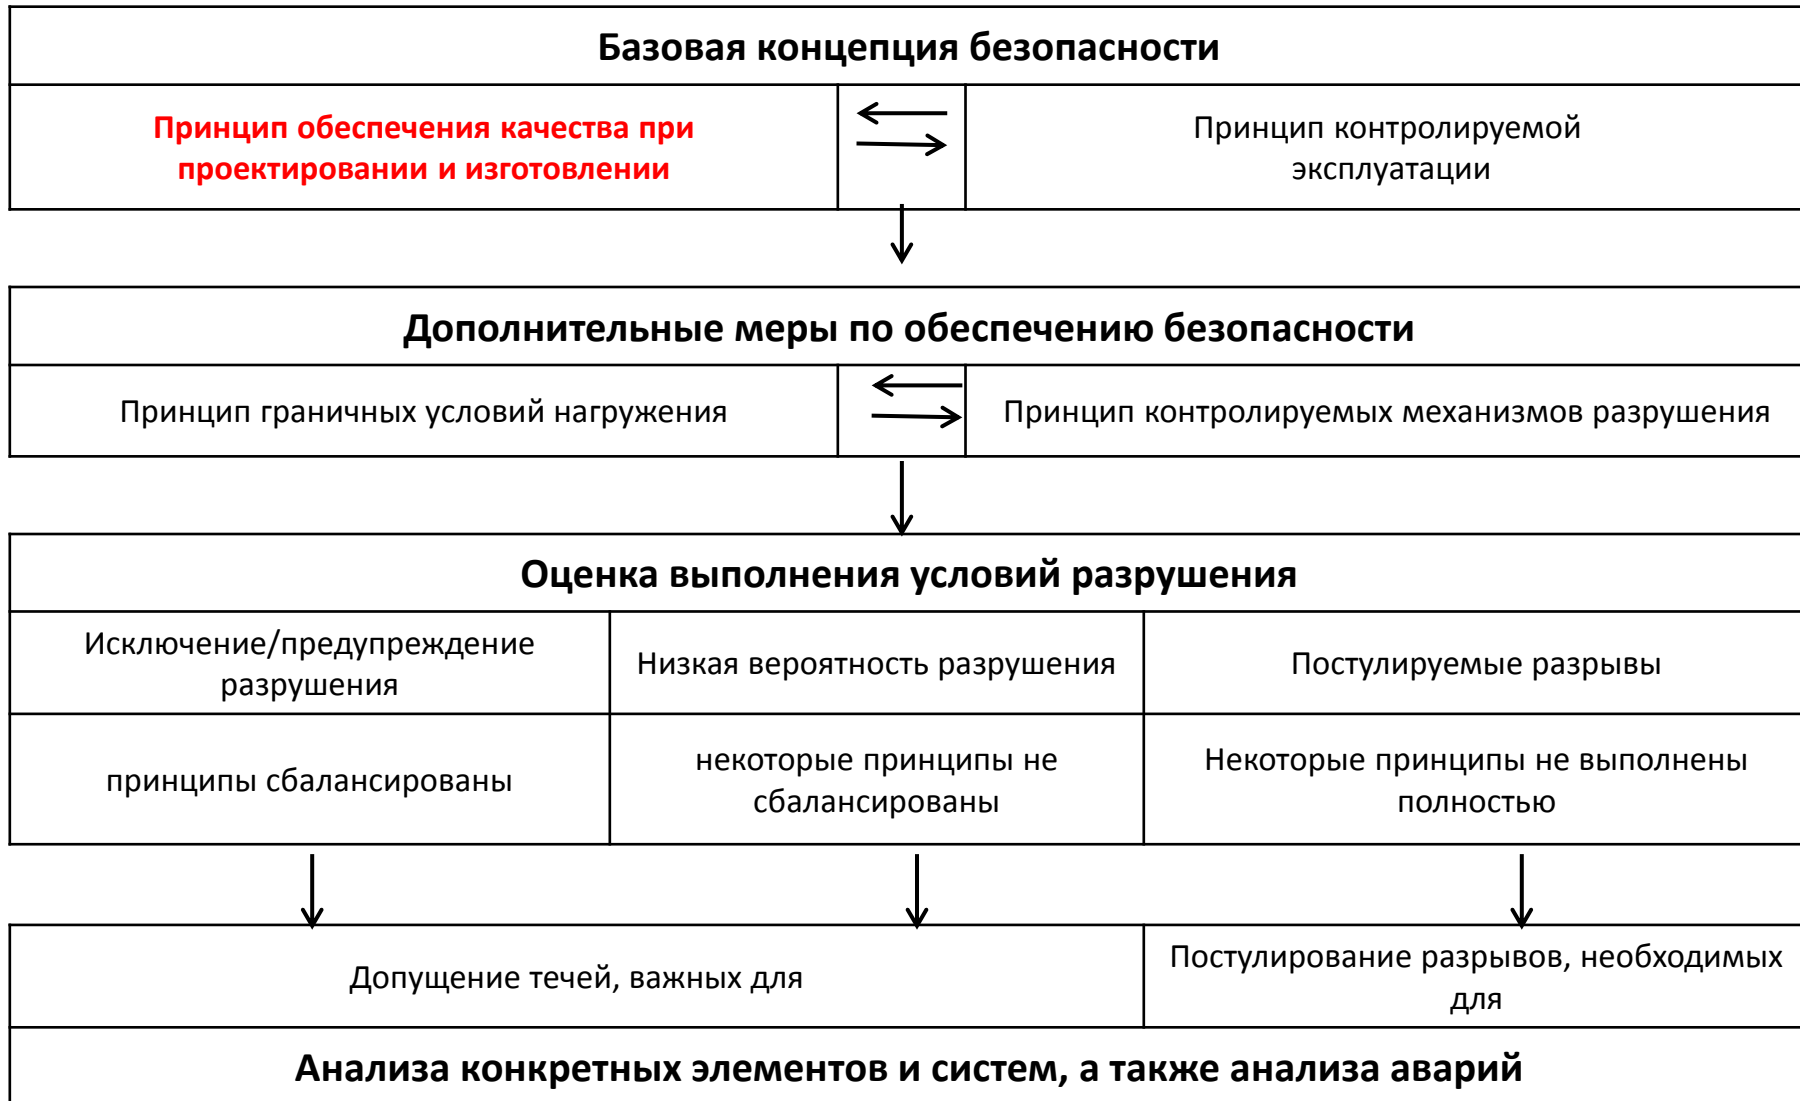 Базовая концепция безопасности
Принцип обеспечения качества при
проектировании и изготовлении
Принцип контролируемой
эксплуатации
Дополнительные меры по обеспечению безопасности
Принцип граничных условий нагружения
Принцип контролируемых механизмов разрушения
Оценка выполнения условий разрушения
Исключение/предупреждение
разрушения
Низкая вероятность разрушения
Постулируемые разрывы
принципы сбалансированы
некоторые принципы не
сбалансированы
Некоторые принципы не выполнены
полностью
Допущение течей, важных для
Постулирование разрывов, необходимых
для
Анализа конкретных элементов и систем, а также анализа аварий